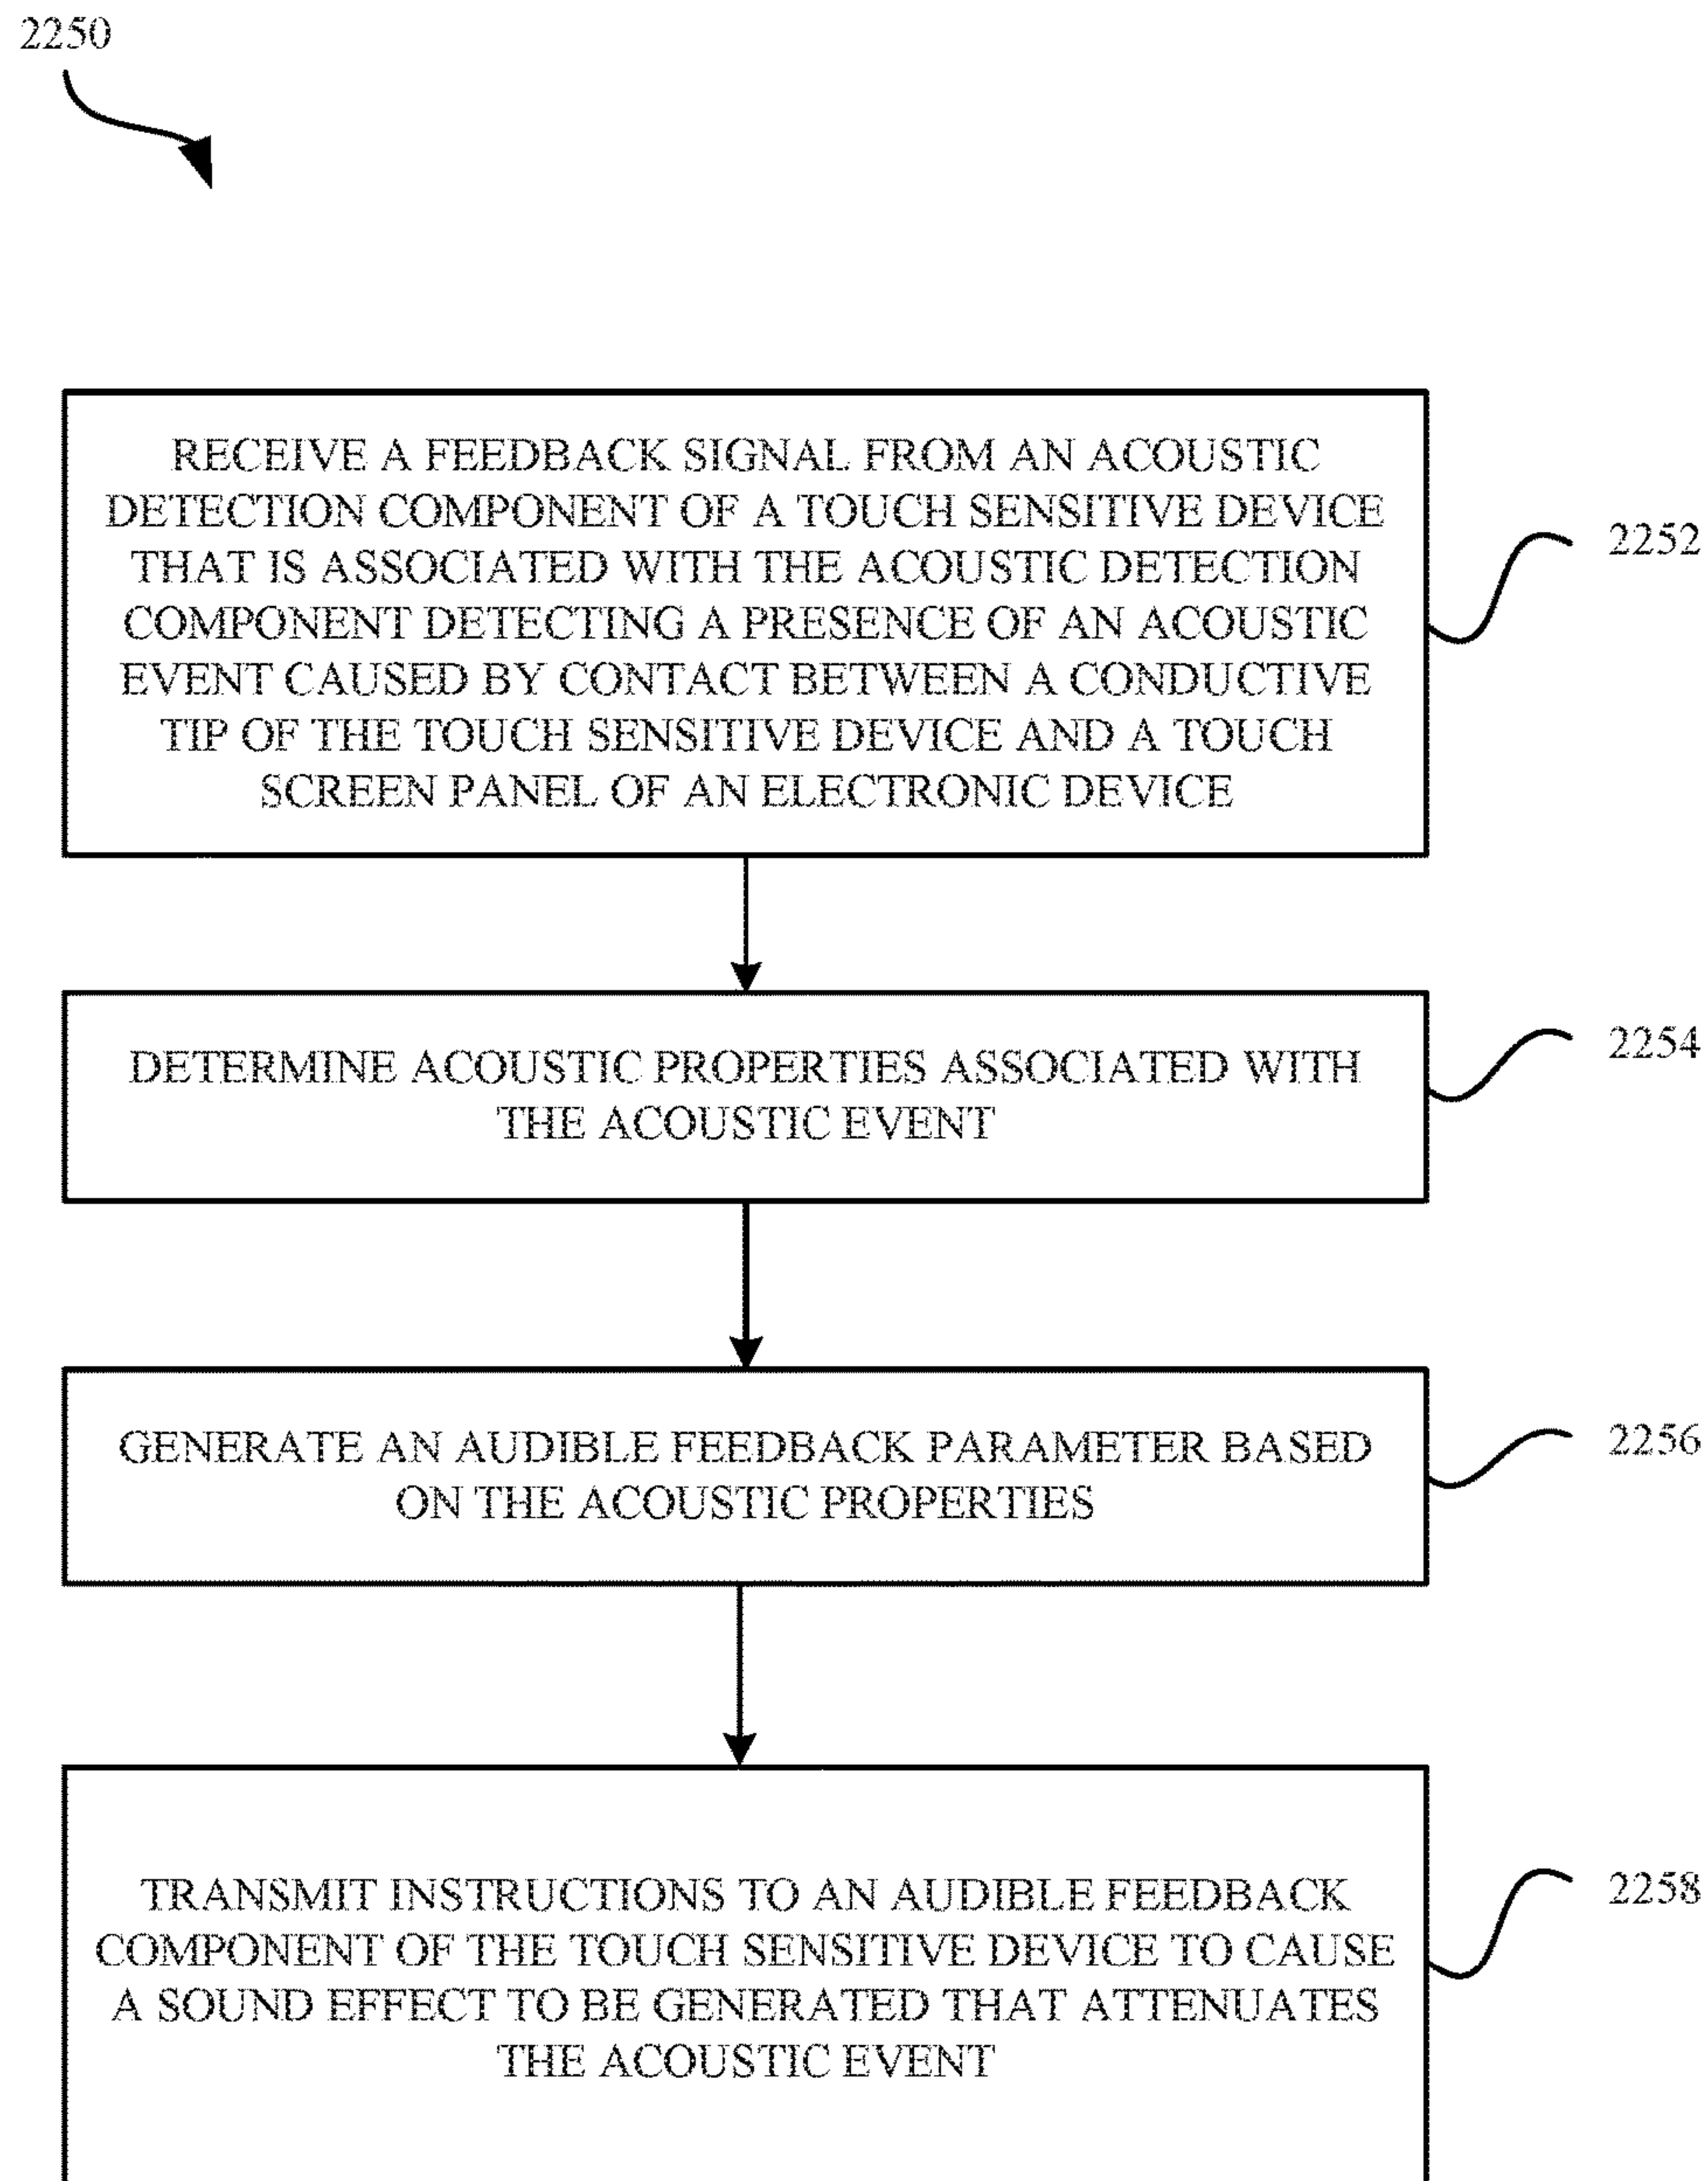 2250
RECEIVE A FEEDBACK SIGNAL FROM AN ACOUSTIC
DETECTION COMPONENT OF A TOUCH SENSITIVE DEVICE
THAT IS ASSOCIATED WITH THE ACOUSTIC DETECTION
COMPONENT DETECTING A PRESENCE OF AN ACOUSTIC
EVENT CAUSED BY CONTACT BETWEEN A CONDUCTIVE
TIP OF THE TOUCH SENSITIVE DEVICE AND A TOUCH
SCREEN PANEL OF AN ELECTRONIC DEVICE
2252
DETERMINE ACOUSTIC PROPERTIES ASSOCIATED WITH
THE ACOUSTIC EVENT
2254
GENERATE AN AUDIBLE FEEDBACK PARAMETER BASED
ON THE ACOUSTIC PROPERTIES
2256
TRANSMIT INSTRUCTIONS TO AN AUDIBLE FEEDBACK
COMPONENT OF THE TOUCH SENSITIVE DEVICE TO CAUSE
A SOUND EFFECT TO BE GENERATED THAT ATTENUATES
THE ACOUSTIC EVENT
2258